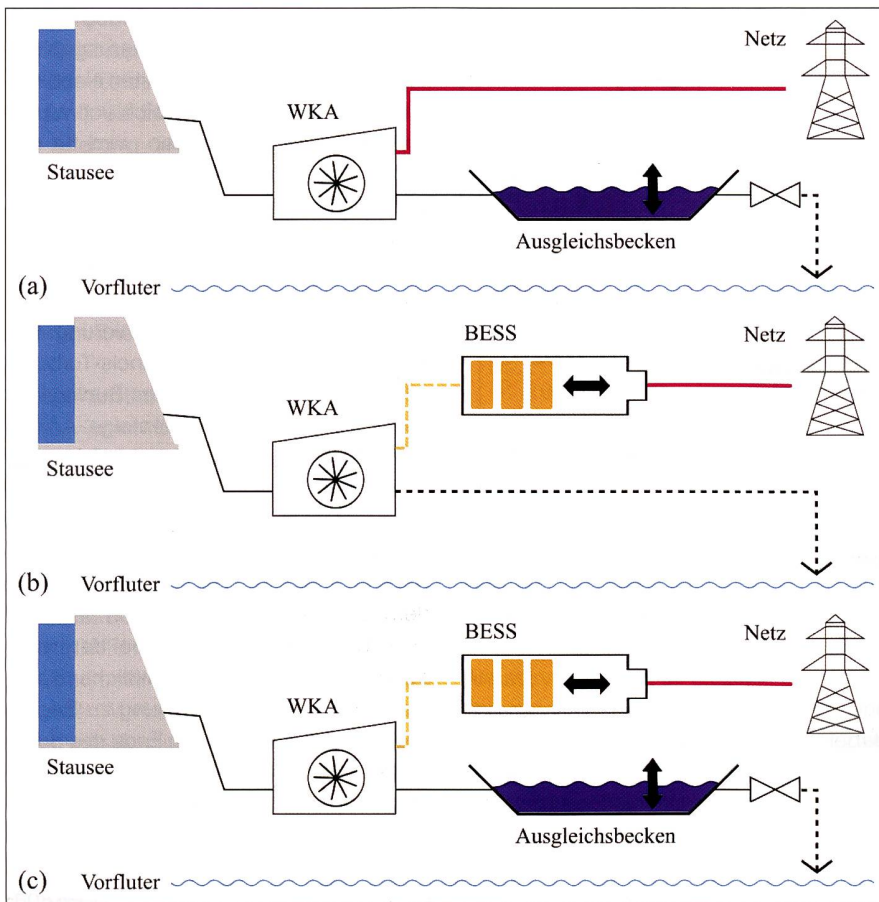 Netz
WKA
Stausee
Ausgleichsbecken
(a) Vorfluter
BESS
Netz
WKA
Stausee
(b) Vorfluter
BESS
Netz
WKA
Stausee
Ausgleichsbecken
(c) Vorfluter